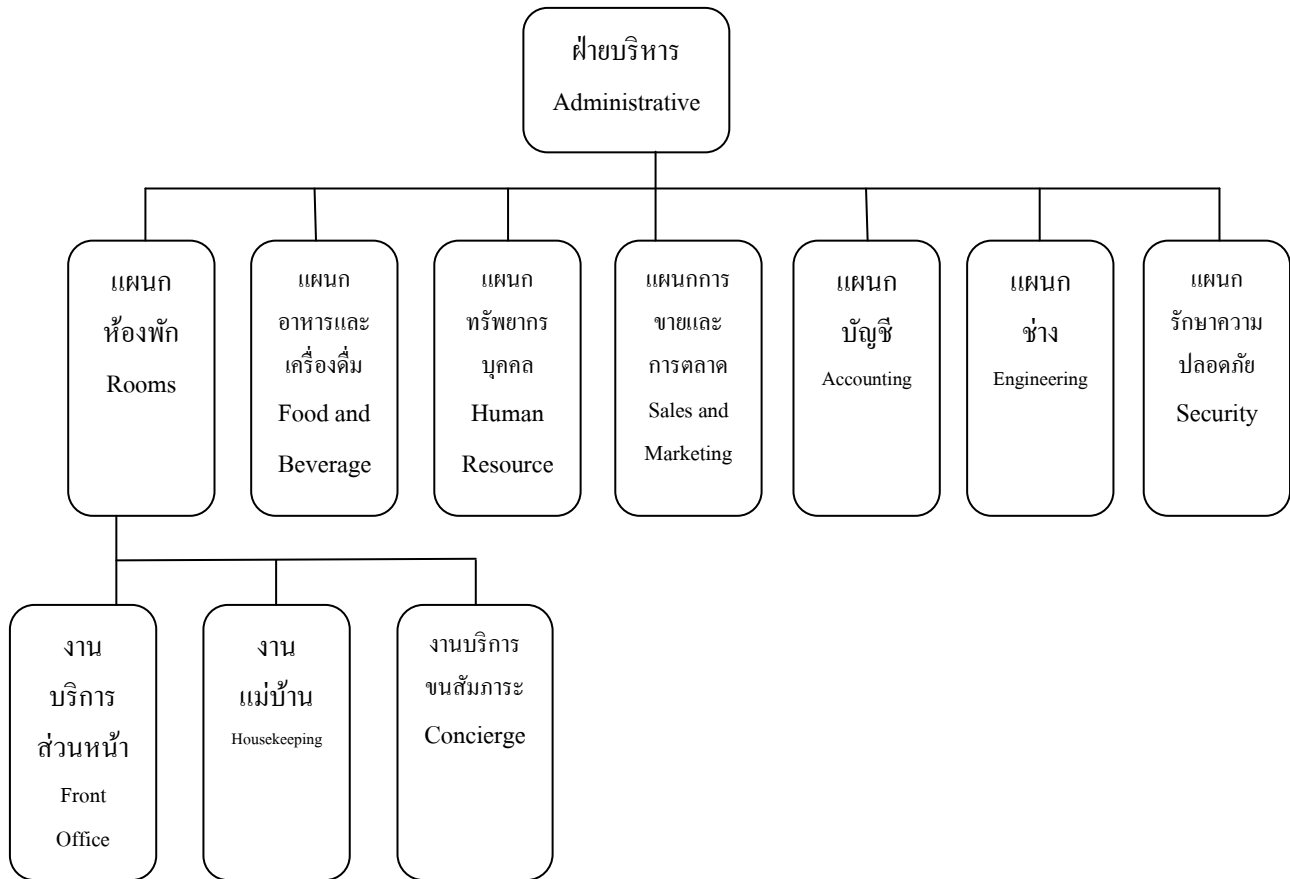 ฝ่ายบริหาร
Administrative
แผนก
ห้องพัก
Rooms
แผนก
อาหารและ
เครื่องดื่ม
Food and
Beverage
แผนก
ทรัพยากร
บุคคล
Human
Resource
แผนกการ
ขายและ
การตลาด
Sales and
Marketing
แผนก
บัญชี
Accounting
แผนก
ช่าง
Engineering
แผนก
รักษาความ
ปลอดภัย
Security
งาน
บริการ
ส่วนหน้า
Front
Office
งาน
แม่บ้าน
Housekeeping
งานบริการ
ขนสัมภาระ
Concierge